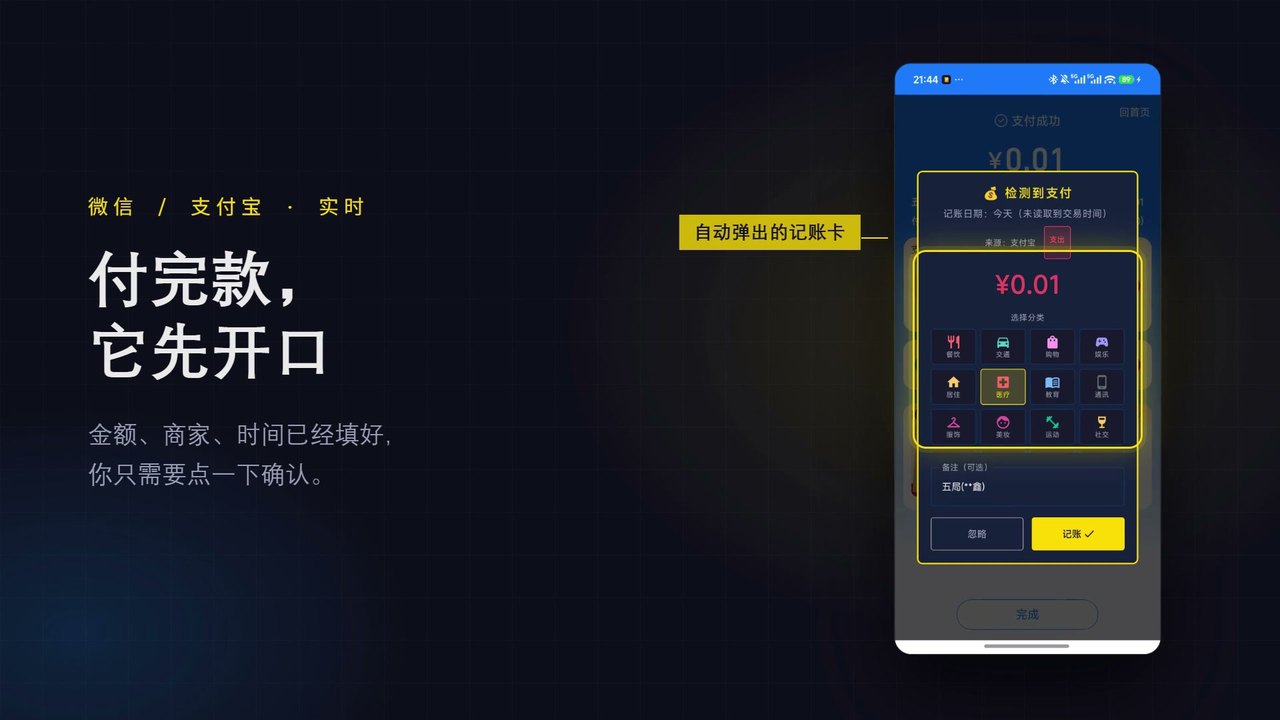 微信 / 支付宝 · 实时
付完款，
它先开口
金额、商家、时间已经填好，
你只需要点一下确认。
自动弹出的记账卡
21:44
5G 5G 89
回首页
支付成功
¥0.01
检测到支付
记账日期：今天（未读取到交易时间）
来源：支付宝 支出
¥0.01
选择分类
餐饮 交通 购物 娱乐
居住 医疗 教育 通讯
服饰 美妆 运动 社交
备注（可选）
五局(**鑫)
忽略 记账
完成